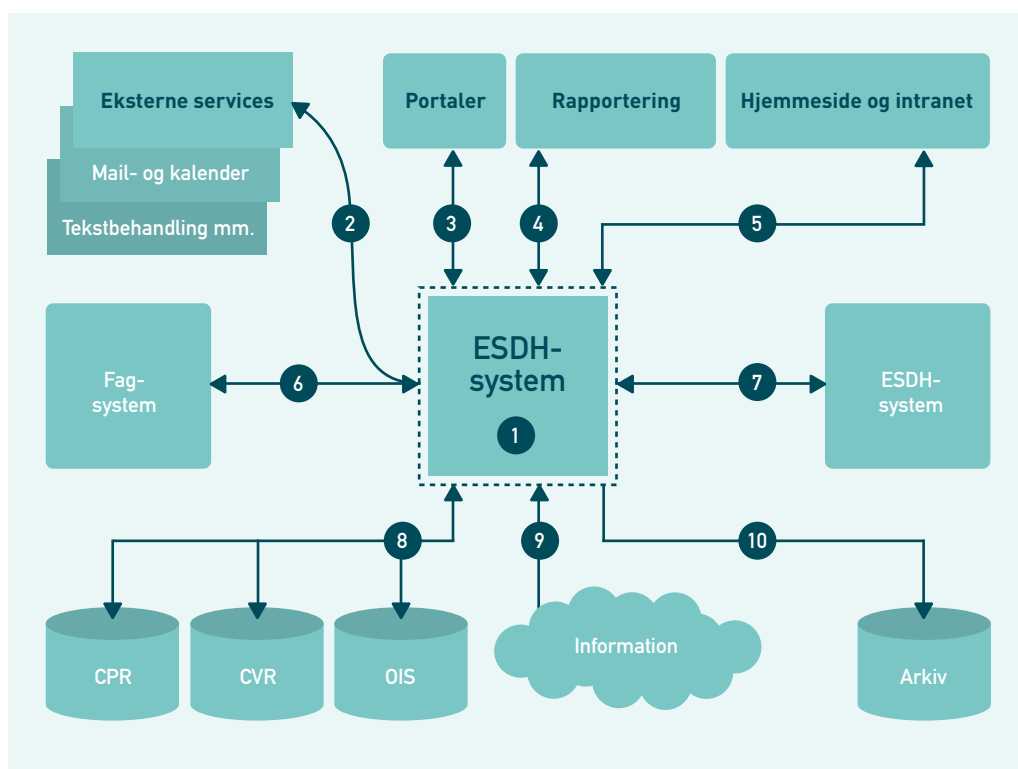 Eksterne services
Mail- og kalender
Tekstbehandling mm.
Portaler
Rapportering
Hjemmeside og intranet
2
3
4
5
Fag-
system
6
ESDH-
system
1
7
ESDH-
system
8
9
10
CPR
CVR
OIS
Information
Arkiv